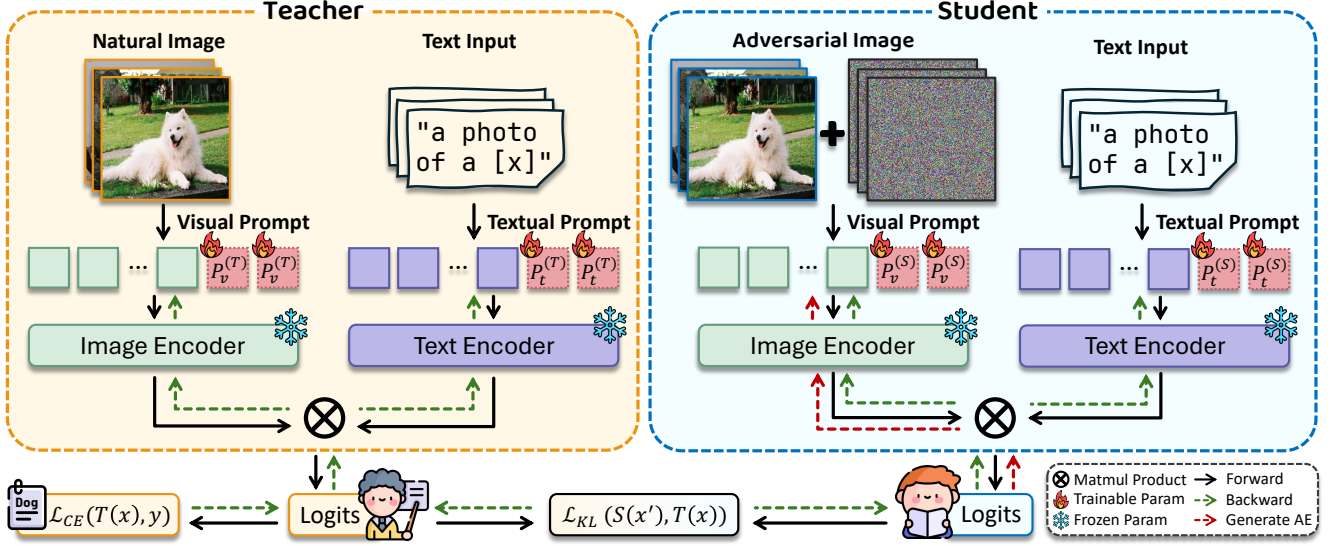 Teacher
Natural Image
Text Input
"a photo
of a [x]"
Visual Prompt
Textual Prompt
...
P_v^(T)
P_v^(T)
...
P_t^(T)
P_t^(T)
Image Encoder
Text Encoder
Student
Adversarial Image
Text Input
"a photo
of a [x]"
Visual Prompt
Textual Prompt
...
P_v^(S)
P_v^(S)
...
P_t^(S)
P_t^(S)
Image Encoder
Text Encoder
Dog
ℒ_CE(T(x), y)
Logits
ℒ_KL (S(x′), T(x))
Logits
Matmul Product
Forward
Trainable Param
Backward
Frozen Param
Generate AE